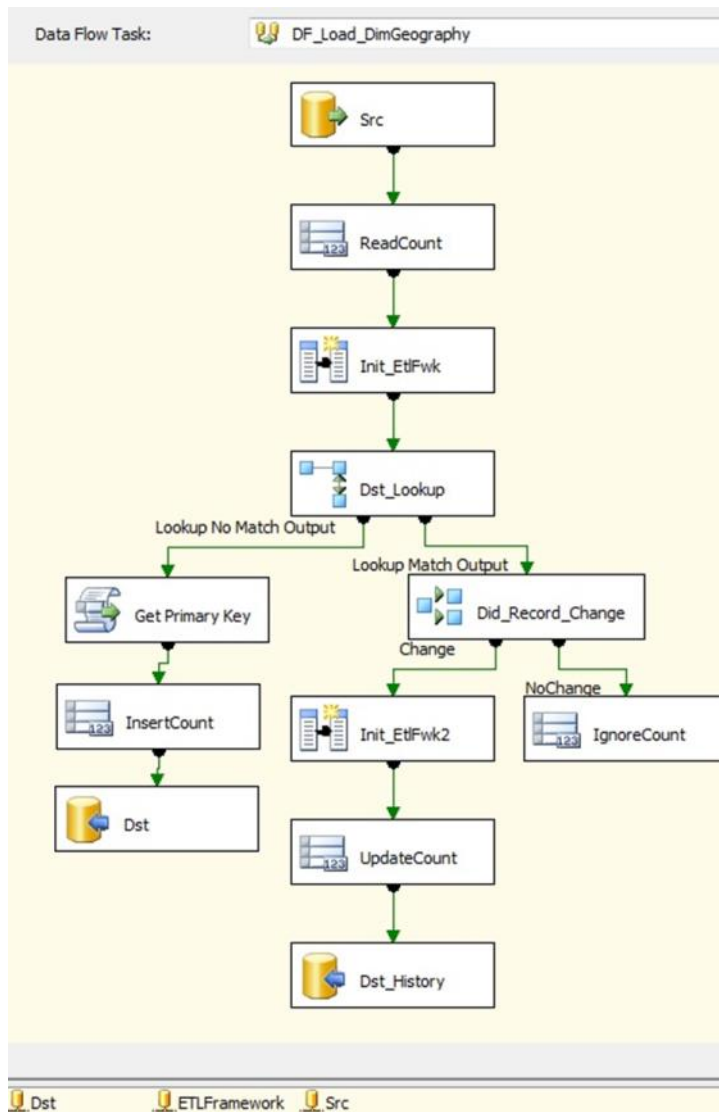 Data Flow Task: DF_Load_DimGeography
Src
ReadCount
Init_EtlFwk
Dst_Lookup
Lookup No Match Output
Lookup Match Output
Get Primary Key
Did_Record_Change
Change
NoChange
InsertCount
Init_EtlFwk2
IgnoreCount
Dst
UpdateCount
Dst_History
Dst ETLFramework Src